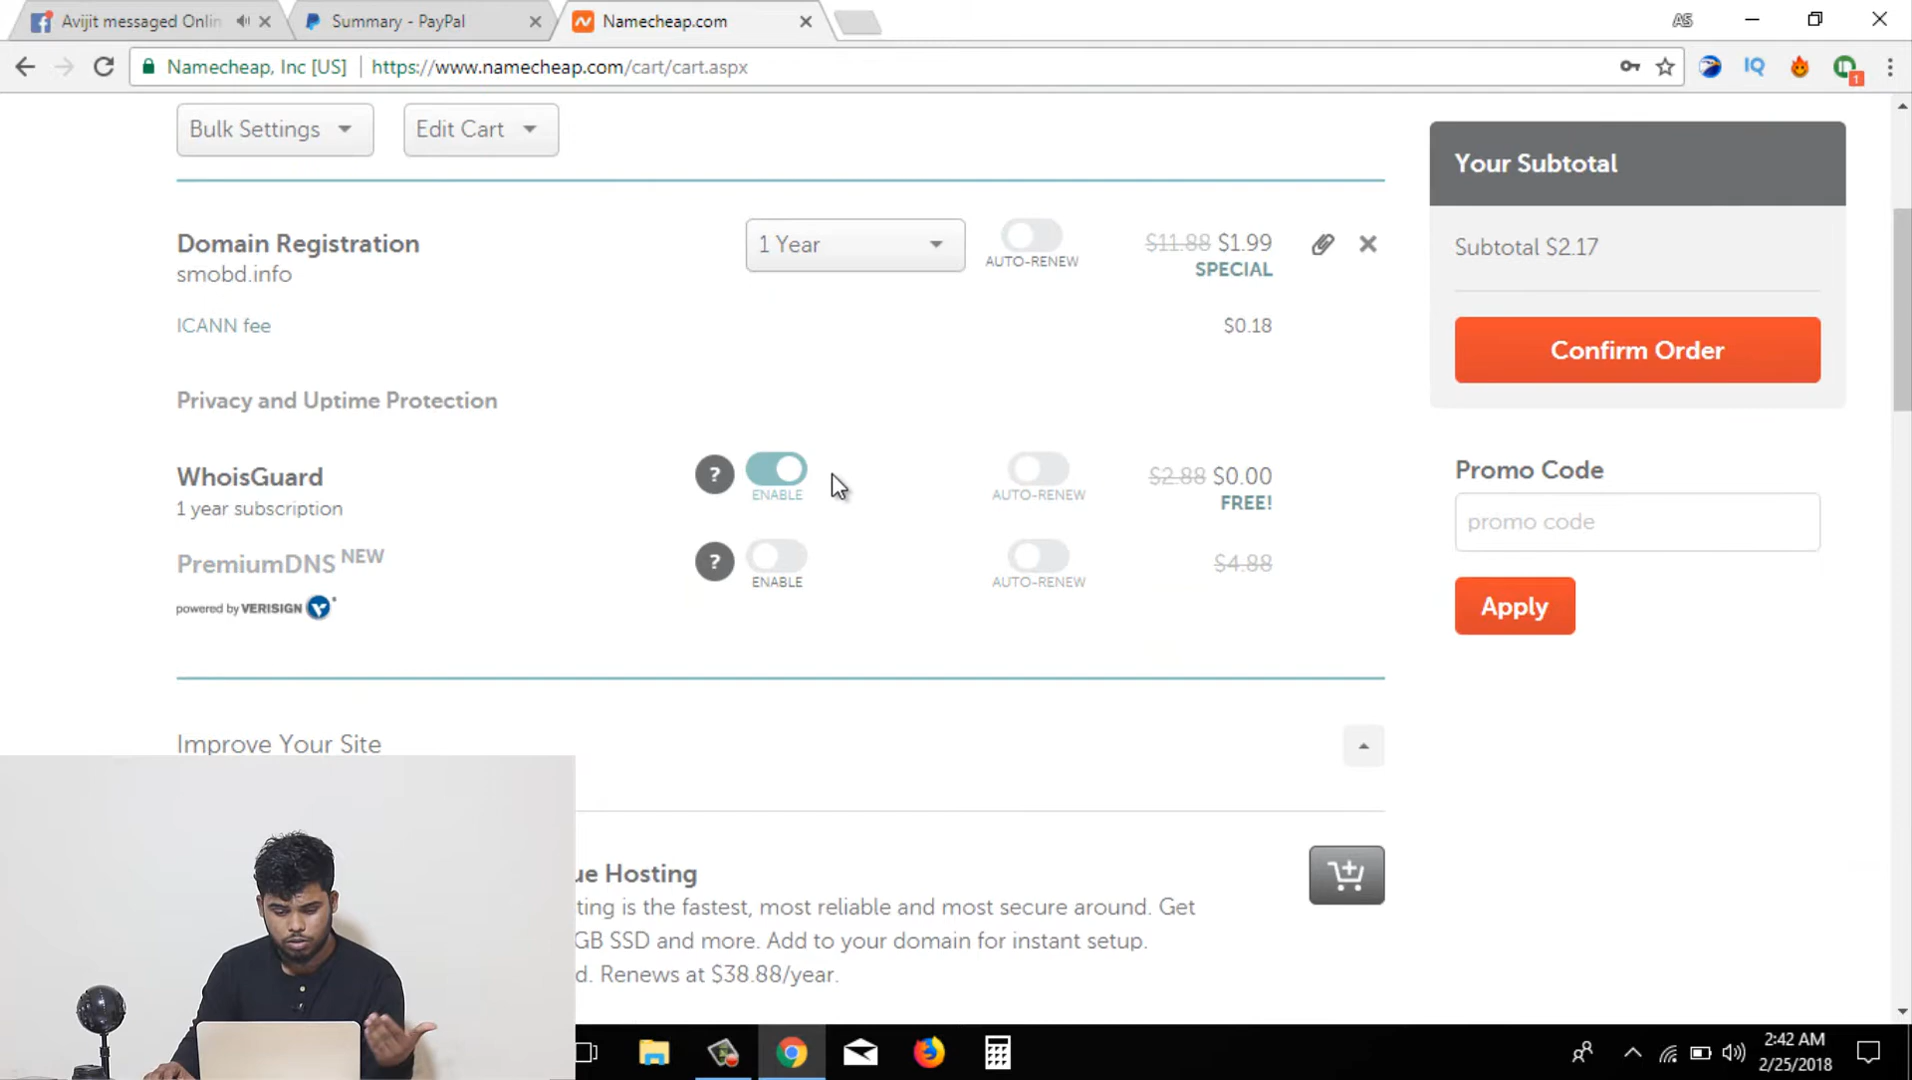 Avijit messaged Onlin
Summary - PayPal
Namecheap.com
AS
Namecheap, Inc [US] https://www.namecheap.com/cart/cart.aspx
IQ
1
Bulk Settings
Edit Cart
Your Subtotal
Domain Registration
smobd.info
1 Year
AUTO-RENEW
$11.88 $1.99
SPECIAL
Subtotal $2.17
ICANN fee
$0.18
Confirm Order
Privacy and Uptime Protection
WhoisGuard
1 year subscription
?
ENABLE
AUTO-RENEW
$2.88 $0.00
FREE!
Promo Code
promo code
PremiumDNS NEW
powered by VERISIGN
?
ENABLE
AUTO-RENEW
$4.88
Apply
Improve Your Site
ue Hosting
ting is the fastest, most reliable and most secure around. Get
GB SSD and more. Add to your domain for instant setup.
d. Renews at $38.88/year.
2:42 AM
2/25/2018